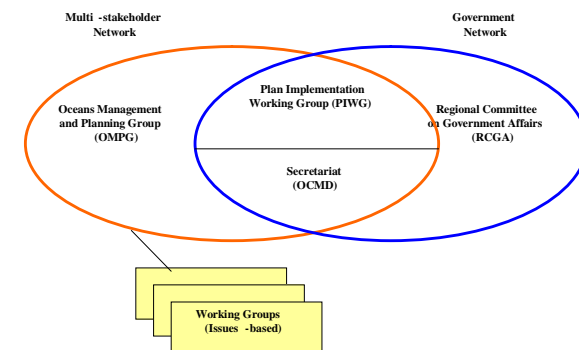 Multi -stakeholder
Network
Government
Network
Oceans Management
and Planning Group
(OMPG)
Plan Implementation
Working Group (PIWG)
Regional Committee
on Government Affairs
(RCGA)
Secretariat
(OCMD)
Working Groups
(Issues -based)